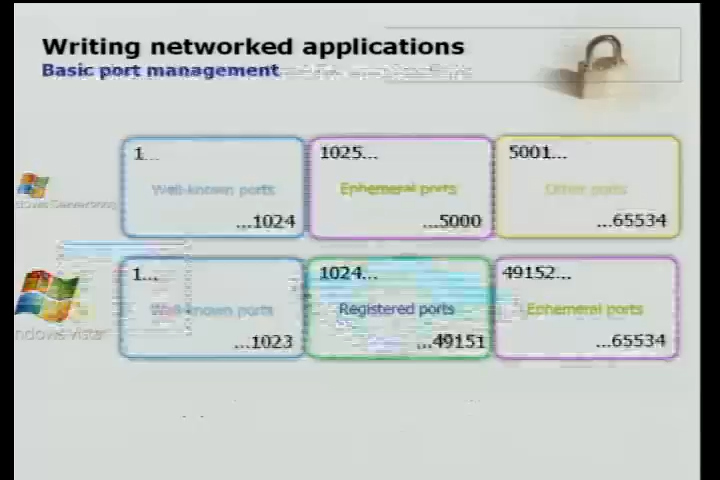 Writing networked applications
Basic port management
1... 1025... 5001...
Well-known ports Ephemeral ports Other ports
...1024 ...5000 ...65534
1... 1024... 49152...
Well-known ports Registered ports Ephemeral ports
ndows Vista
...1023 ...49151 ...65534